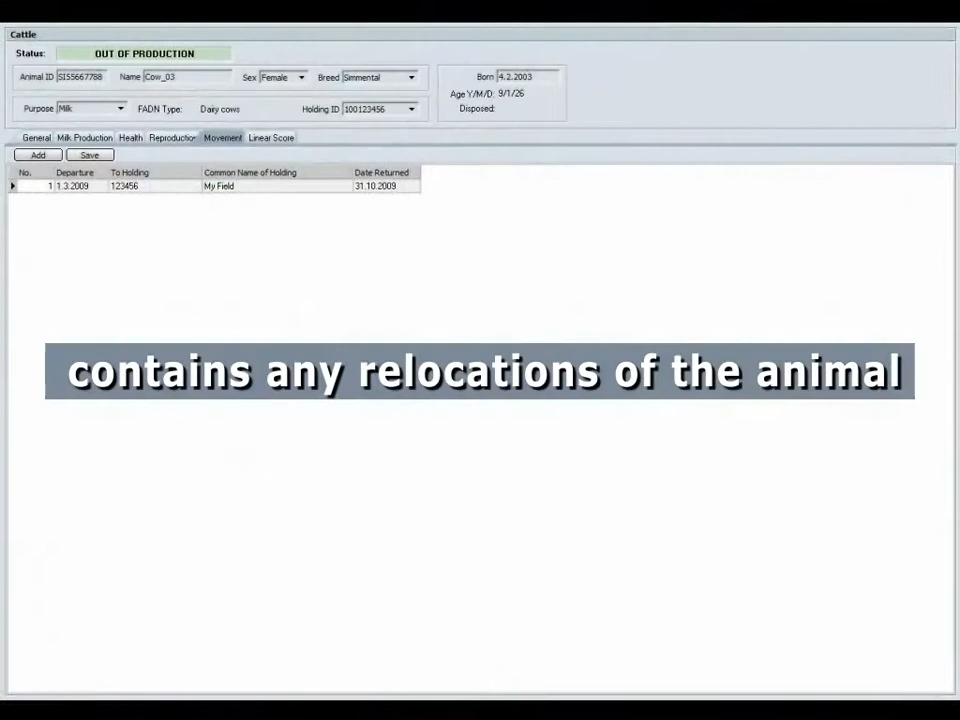 Cattle
Status: OUT OF PRODUCTION
Animal ID SI55667788 Name Cow_03 Sex Female Breed Simmental Born 4.2.2003
Age Y/M/D: 9/1/26
Purpose Milk FADN Type: Dairy cows Holding ID 100123456 Disposed:
General Milk Production Health Reproduction Movement Linear Score
Add Save
No. Departure To Holding Common Name of Holding Date Returned
1 1.3.2009 123456 My Field 31.10.2009
contains any relocations of the animal